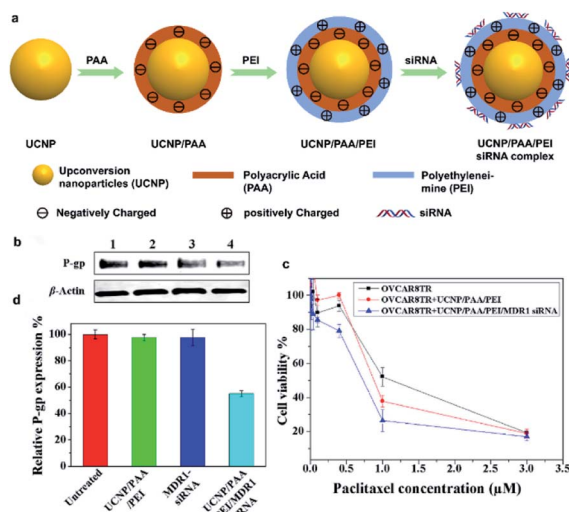 a
PAA
PEI
siRNA
UCNP
UCNP/PAA
UCNP/PAA/PEI
UCNP/PAA/PEI
siRNA complex
Upconversion
nanoparticles (UCNP)
Polyacrylic Acid
(PAA)
Polyethylenei-
mine (PEI)
Negatively Charged
positively Charged
siRNA
b
1 2 3 4
P-gp
β-Actin
c
OVCAR8TR
OVCAR8TR+UCNP/PAA/PEI
OVCAR8TR+UCNP/PAA/PEI/MDR1 siRNA
Cell viability %
100
80
60
40
20
0
0.0 0.5 1.0 1.5 2.0 2.5 3.0 3.5
Paclitaxel concentration (µM)
d
Relative P-gp expression %
100
80
60
40
20
0
Untreated
UCNP/PAA
/PEI
MDR1-
siRNA
UCNP/PAA
PEI/MDR1
RNA